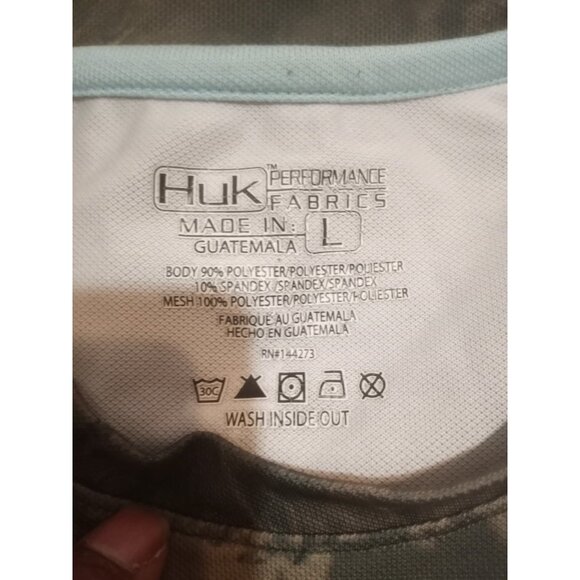 Huk™ PERFORMANCE
FABRICS
MADE IN: L
GUATEMALA
BODY 90% POLYESTER/POLYESTER/POLIESTER
10% SPANDEX/SPANDEX/SPANDEX
MESH 100% POLYESTER/POLYESTER/POLIESTER
FABRIQUÉ AU GUATEMALA
HECHO EN GUATEMALA
RN#144273
30C
WASH INSIDE OUT